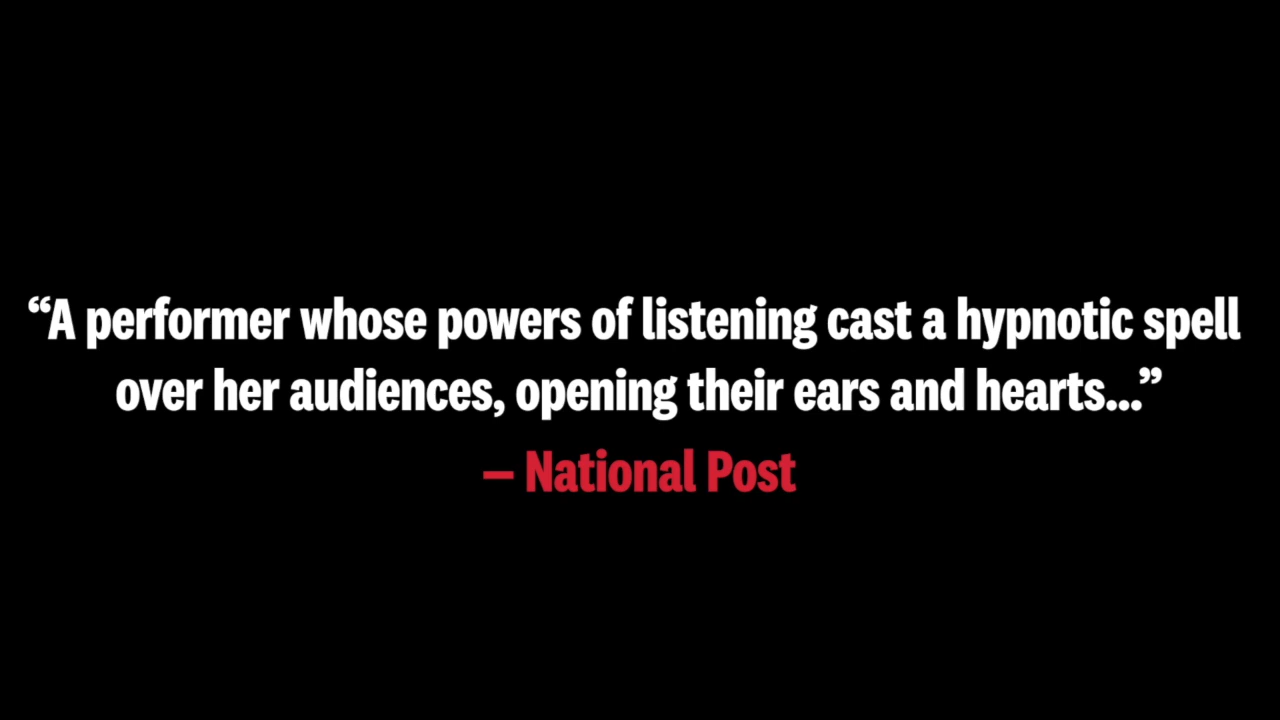 “A performer whose powers of listening cast a hypnotic spell
over her audiences, opening their ears and hearts...”
– National Post